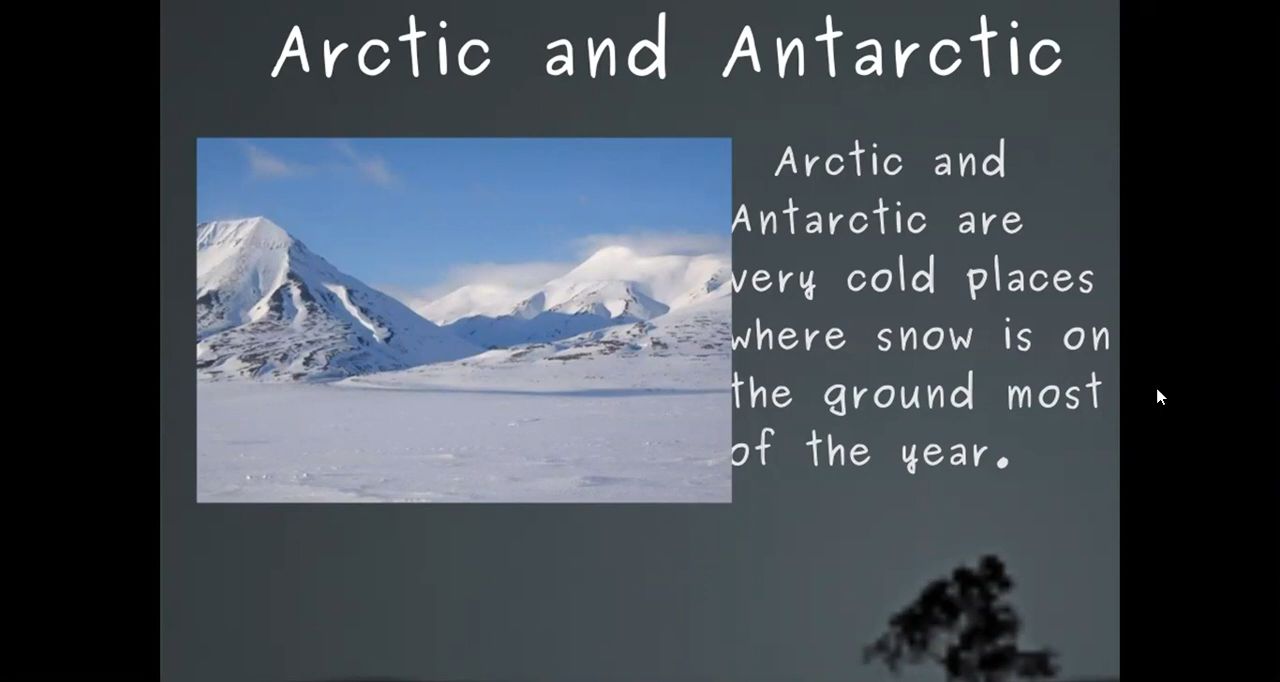 Arctic and Antarctic
Arctic and
Antarctic are
very cold places
where snow is on
the ground most
of the year.